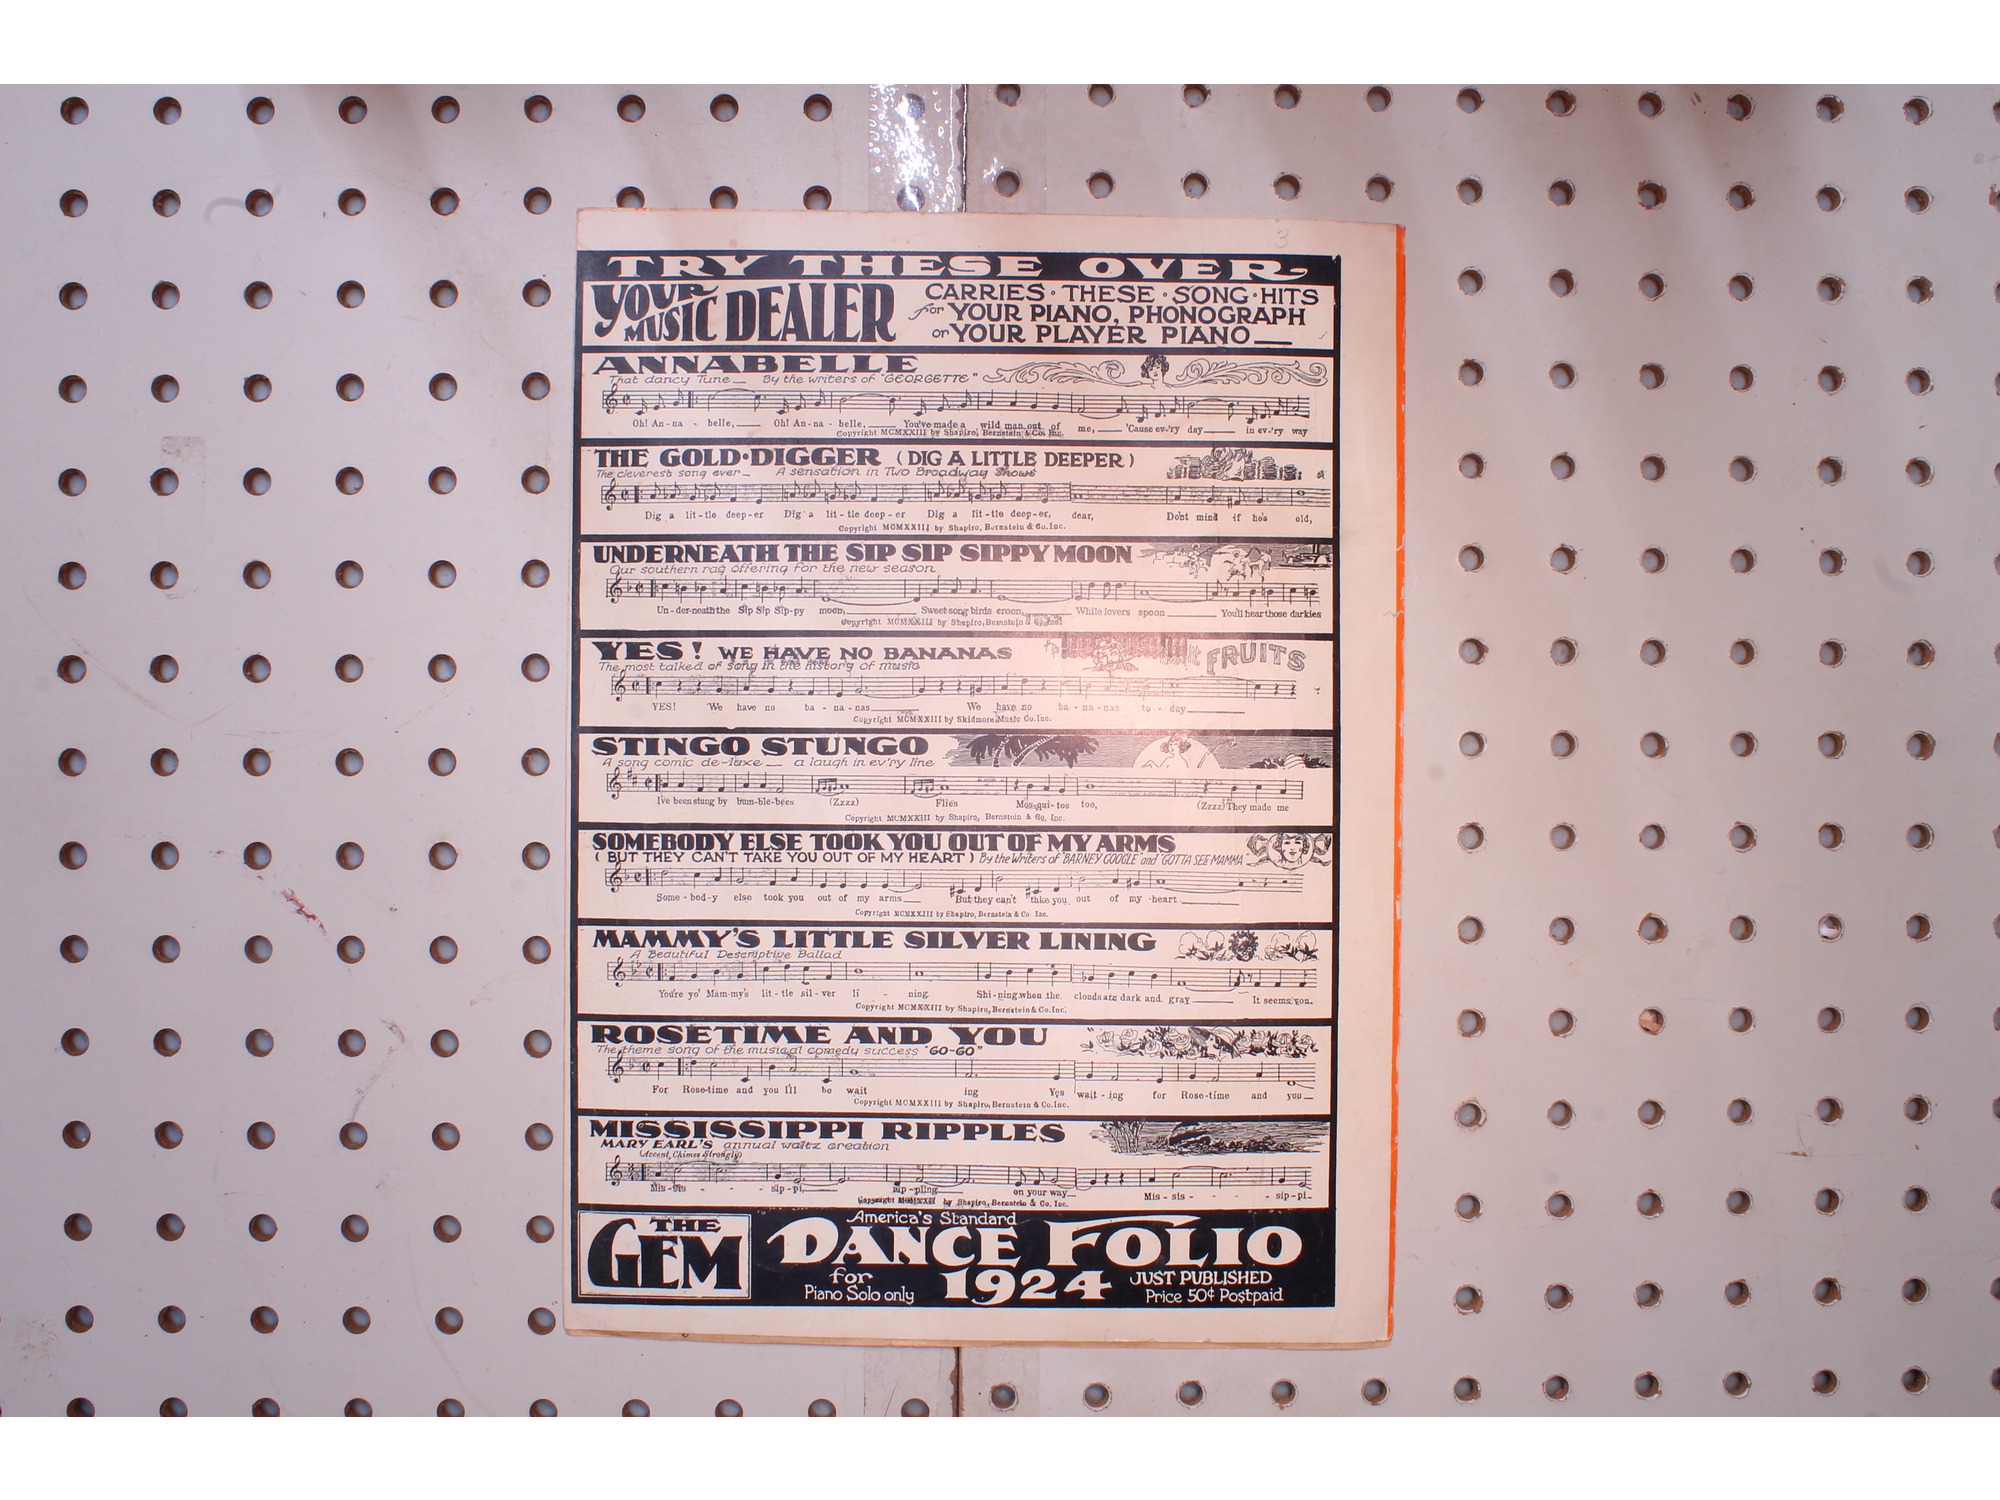 3
TRY THESE OVER
YOUR MUSIC DEALER
CARRIES · THESE · SONG · HITS
for YOUR PIANO, PHONOGRAPH
or YOUR PLAYER PIANO
ANNABELLE
That dancy Tune — By the writers of "GEORGETTE"
Oh! An-na - belle, Oh! An-na - belle, You've made a wild man out of me, 'Cause ev-'ry day in ev-'ry way
Copyright MCMXXIII by Shapiro, Bernstein & Co. Inc.
THE GOLD·DIGGER (DIG A LITTLE DEEPER)
The cleverest song ever — A sensation in Two Broadway Shows
Dig a lit-tle deep-er Dig a lit-tle deep-er Dig a lit-tle deep-er, dear, Dont mind if he's old,
Copyright MCMXXIII by Shapiro, Bernstein & Co. Inc.
UNDERNEATH THE SIP SIP SIPPY MOON
Our southern rag offering for the new season
Un-der-neath the Sip Sip Sip-py moon, Sweet song birds croon, While lovers spoon You'll hear those darkies
Copyright MCMXXIII by Shapiro, Bernstein & Co. Inc.
YES! WE HAVE NO BANANAS
The most talked of song in the history of music
FRUITS
YES! We have no ba - na - nas We have no ba - na - nas to - day
Copyright MCMXXIII by Skidmore Music Co. Inc.
STINGO STUNGO
A song comic de-luxe — a laugh in ev'ry line
I've been stung by bum-ble-bees (Zzzz) Flies Mosqui-tos too, (Zzzz) They made me
Copyright MCMXXIII by Shapiro, Bernstein & Co. Inc.
SOMEBODY ELSE TOOK YOU OUT OF MY ARMS
(BUT THEY CAN'T TAKE YOU OUT OF MY HEART) By the Writers of "BARNEY GOOGLE" and "GOTTA SEE MAMMA"
Some-bod-y else took you out of my arms But they can't take you out of my heart
Copyright MCMXXIII by Shapiro, Bernstein & Co Inc.
MAMMY'S LITTLE SILVER LINING
A Beautiful Descriptive Ballad
You're yo' Mam-my's lit-tle sil-ver li - ning Shi-ning when the clouds are dark and gray It seems you.
Copyright MCMXXIII by Shapiro, Bernstein & Co. Inc.
ROSETIME AND YOU
The theme song of the musical comedy success "GO-GO"
For Rose-time and you I'll be wait ing Yes wait-ing for Rose-time and you
Copyright MCMXXIII by Shapiro, Bernstein & Co. Inc.
MISSISSIPPI RIPPLES
MARY EARL'S annual waltz creation
(Accent Chimes Strongly)
Mis-sis - - - sip-pi, rip-pling on your way Mis-sis - - - sip-pi
Copyright by Shapiro, Bernstein & Co. Inc.
THE GEM
America's Standard
DANCE FOLIO
for
Piano Solo only
1924
JUST PUBLISHED
Price 50¢ Postpaid